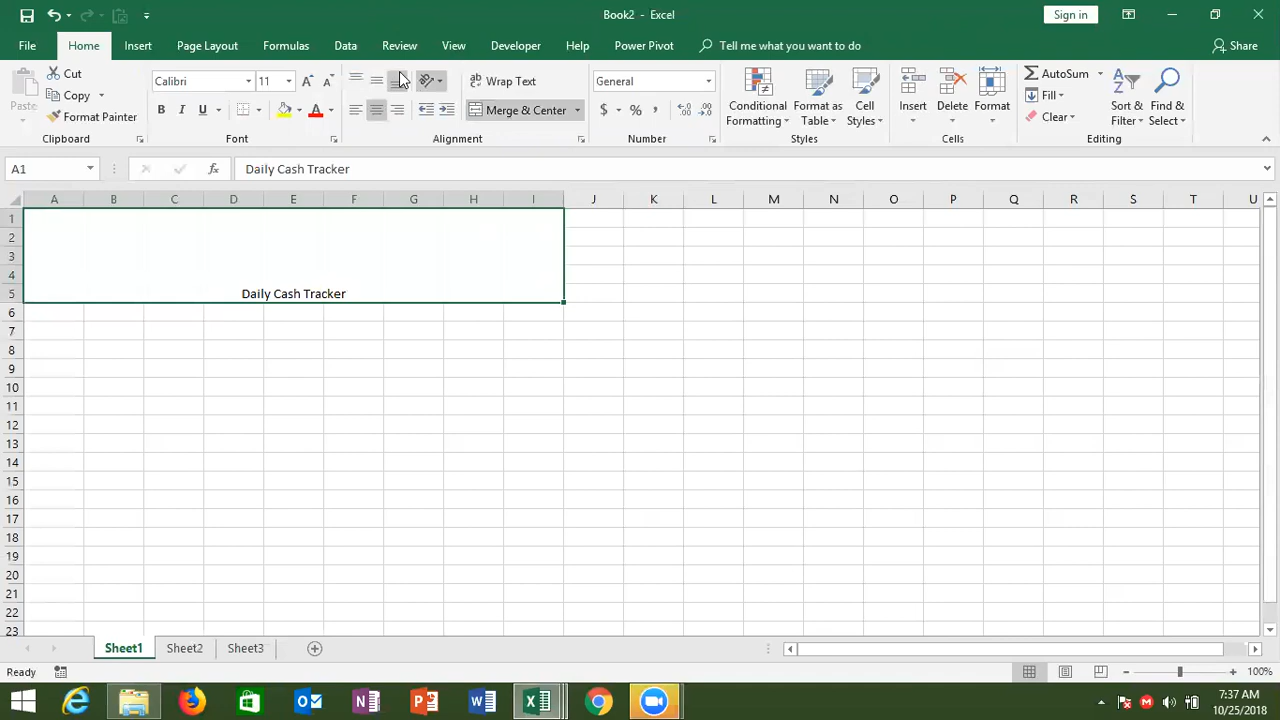 Book2 - Excel
Sign in
File Home Insert Page Layout Formulas Data Review View Developer Help Power Pivot Tell me what you want to do Share
Paste Cut Copy Format Painter Clipboard
Calibri 11 A A B I U A Font
ab Wrap Text Merge & Center Alignment
General $ % , Number
Conditional Formatting Format as Table Cell Styles Styles
Insert Delete Format Cells
AutoSum Fill Clear Sort & Filter Find & Select Editing
A1 fx Daily Cash Tracker
A B C D E F G H I J K L M N O P Q R S T U
1
2
3
4
5 Daily Cash Tracker
6
7
8
9
10
11
12
13
14
15
16
17
18
19
20
21
22
23
Sheet1 Sheet2 Sheet3
Ready 100%
7:37 AM
10/25/2018